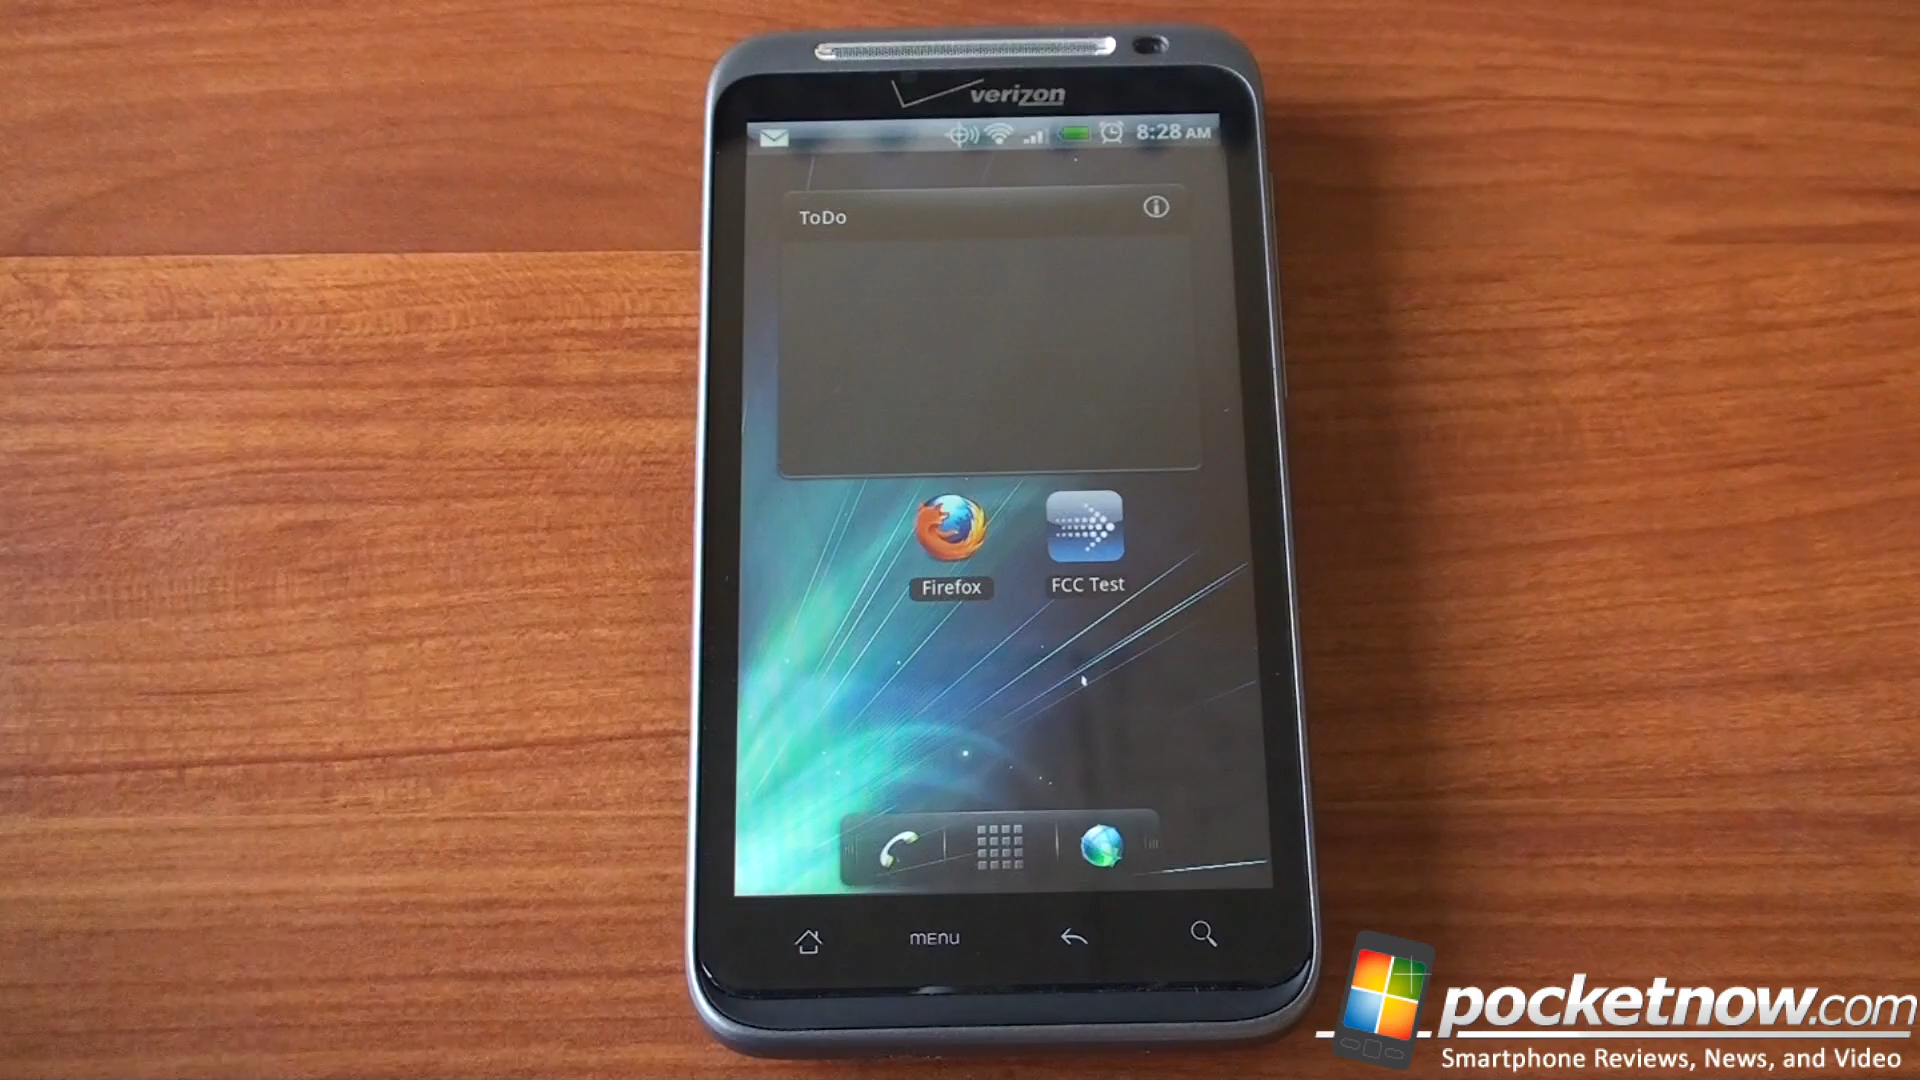 verizon
8:28 AM
ToDo
Firefox
FCC Test
MENU
pocketnow.com
Smartphone Reviews, News, and Video